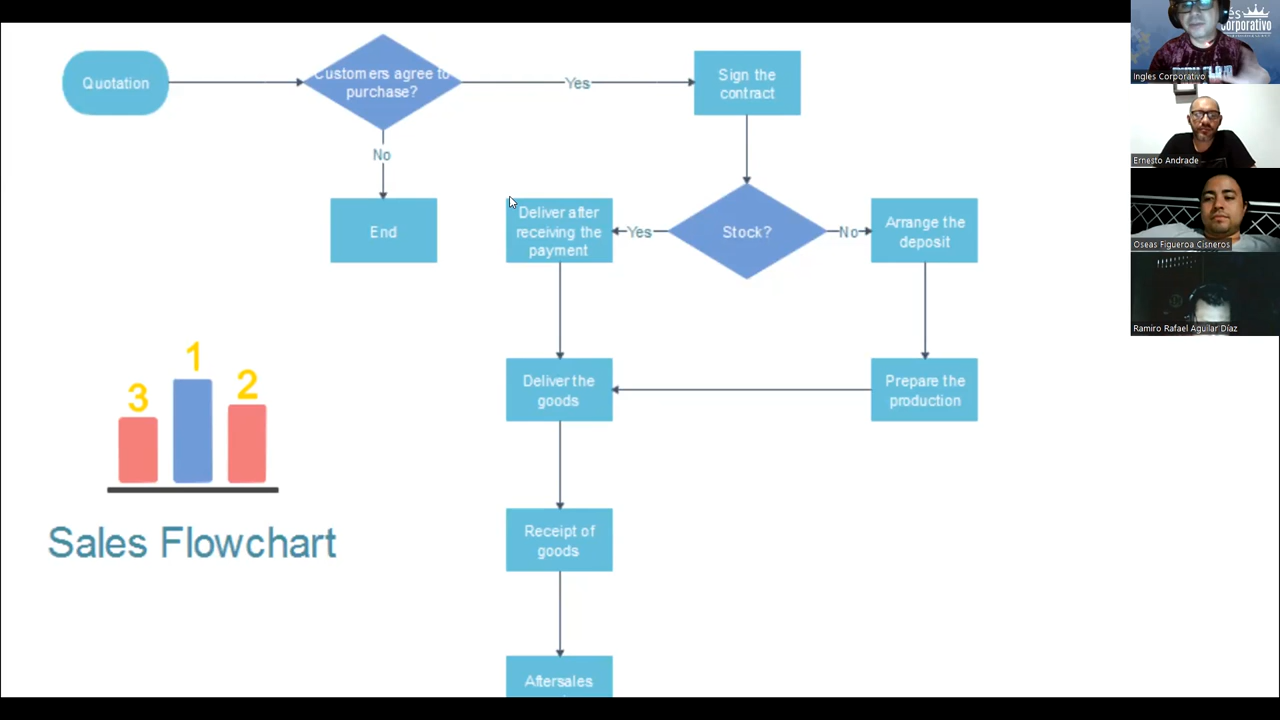 Quotation
Customers agree to
purchase?
Yes
Sign the
contract
No
End
Deliver after
receiving the
payment
Yes
Stock?
No
Arrange the
deposit
Deliver the
goods
Prepare the
production
3
1
2
Sales Flowchart
Receipt of
goods
Aftersales
Corporativo
Ingles Corporativo
Ernesto Andrade
Oseas Figueroa Cisneros
Ramiro Rafael Aguilar Díaz